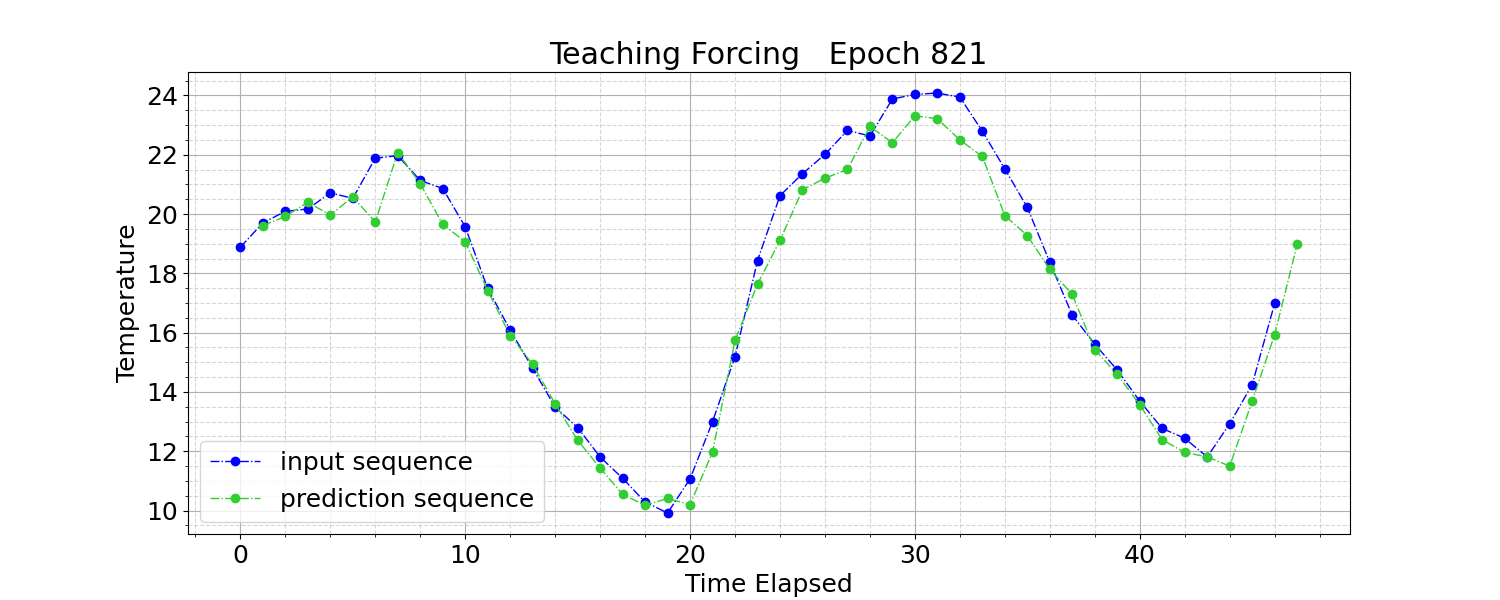 Teaching Forcing   Epoch 821
24
22
20
18
16
14
12
10
Temperature
input sequence
prediction sequence
0 10 20 30 40
Time Elapsed